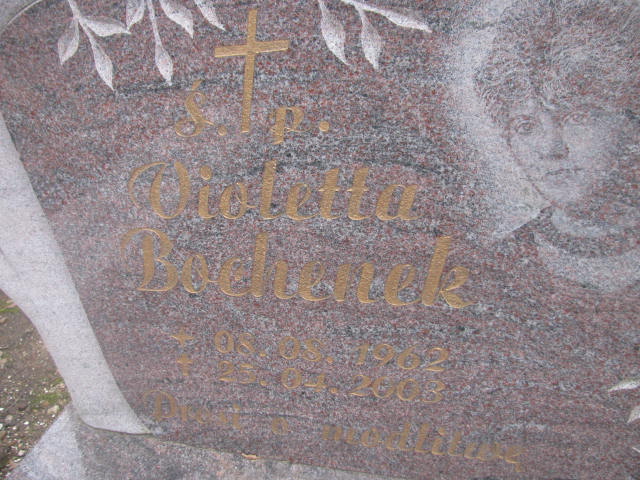 Ś. p.
Violetta
Bochenek
* 08. 08. 1962
+ 23. 04. 2003
Prosi o modlitwę